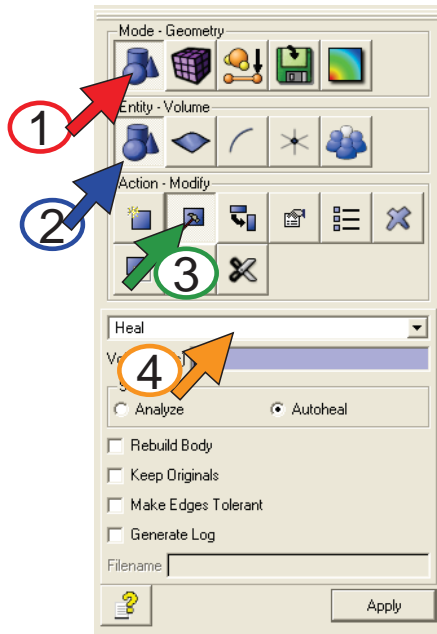 Mode - Geometry
1
Entity - Volume
2
Action - Modify
3
Heal
4
Analyze
Autoheal
Rebuild Body
Keep Originals
Make Edges Tolerant
Generate Log
Filename
Apply